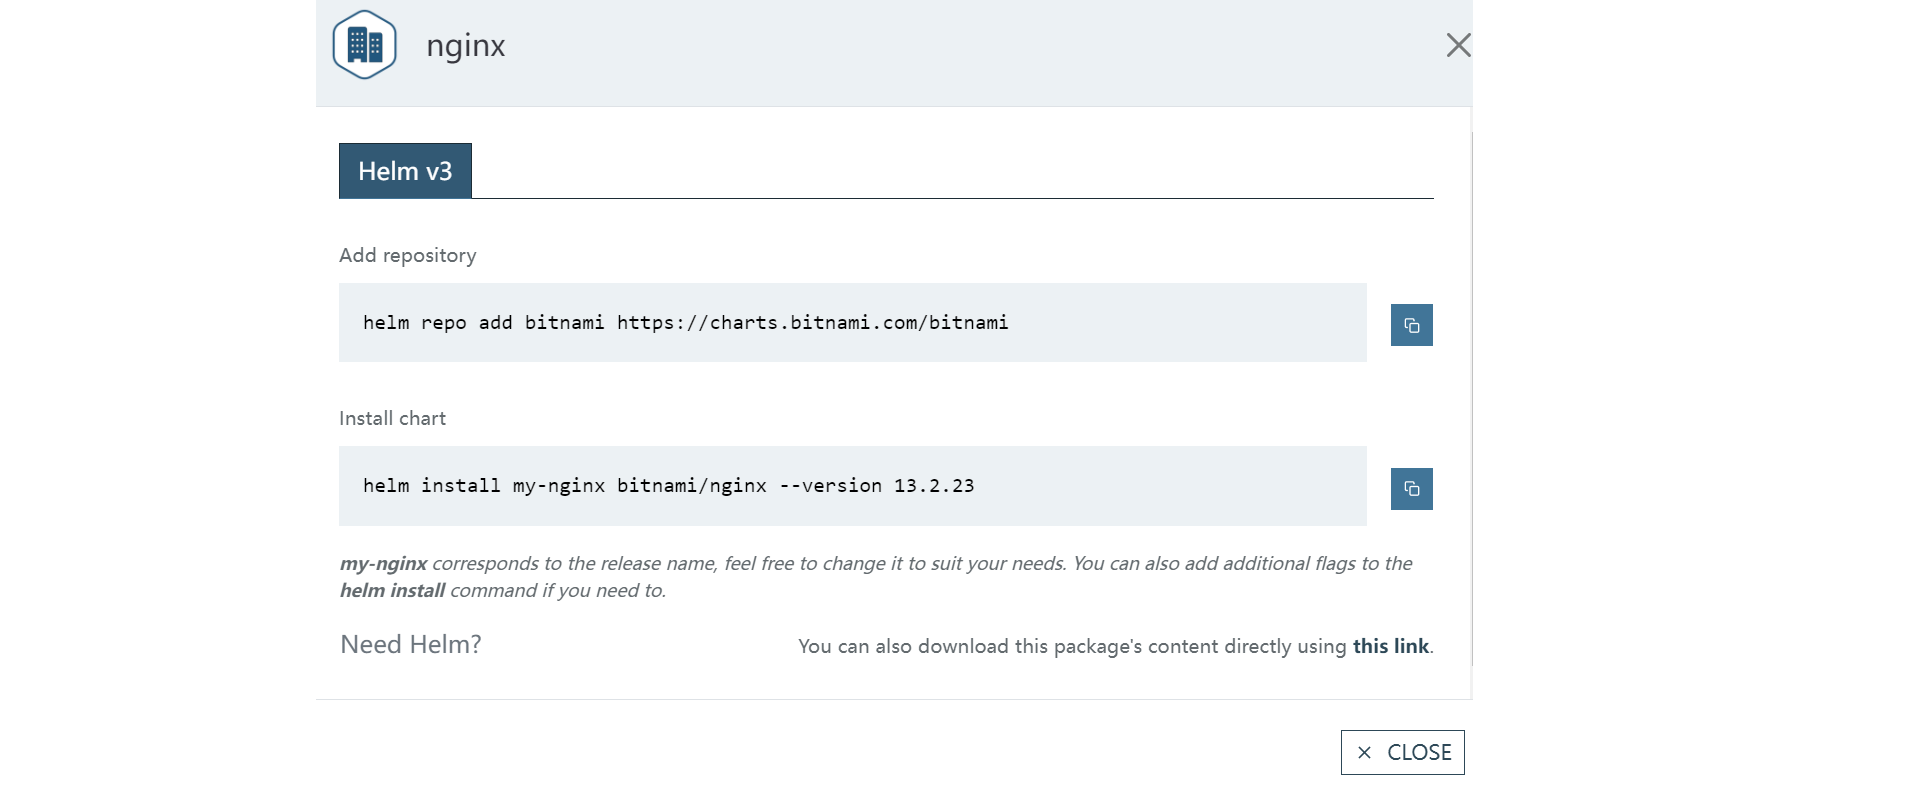 nginx
Helm v3
Add repository
helm repo add bitnami https://charts.bitnami.com/bitnami
Install chart
helm install my-nginx bitnami/nginx --version 13.2.23
my-nginx corresponds to the release name, feel free to change it to suit your needs. You can also add additional flags to the
helm install command if you need to.
Need Helm?
You can also download this package's content directly using this link.
CLOSE